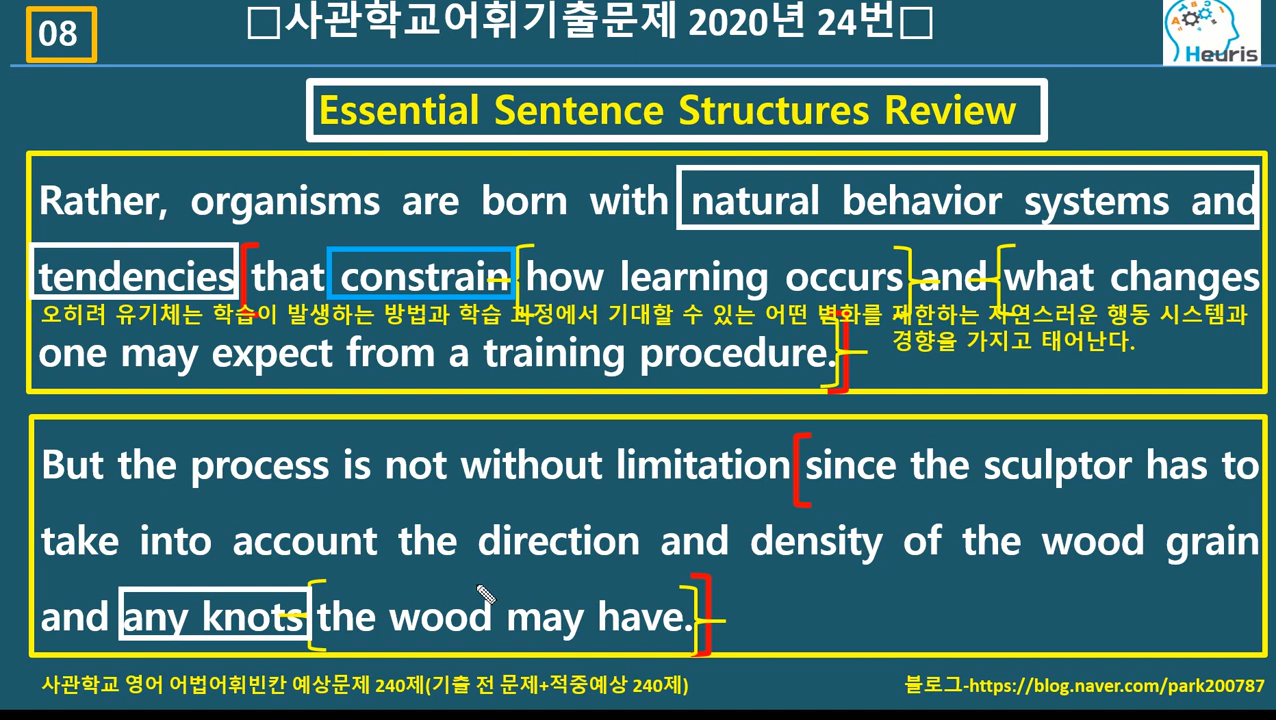 08
□사관학교어휘기출문제 2020년 24번□
Heuris
Essential Sentence Structures Review
Rather, organisms are born with natural behavior systems and
tendencies that constrain how learning occurs and what changes
오히려 유기체는 학습이 발생하는 방법과 학습 과정에서 기대할 수 있는 어떤 변화를 제한하는 자연스러운 행동 시스템과
경향을 가지고 태어난다.
one may expect from a training procedure.
But the process is not without limitation since the sculptor has to
take into account the direction and density of the wood grain
and any knots the wood may have.
사관학교 영어 어법어휘빈칸 예상문제 240제(기출 전 문제+적중예상 240제)
블로그-https://blog.naver.com/park200787